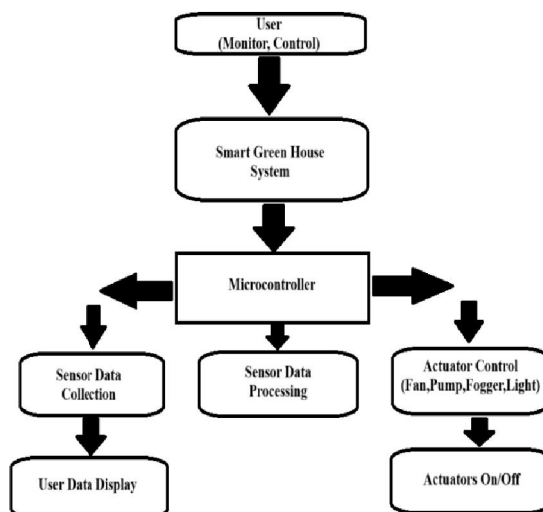 User
(Monitor, Control)
Smart Green House
System
Microcontroller
Sensor Data
Collection
Sensor Data
Processing
Actuator Control
(Fan,Pump,Fogger,Light)
User Data Display
Actuators On/Off